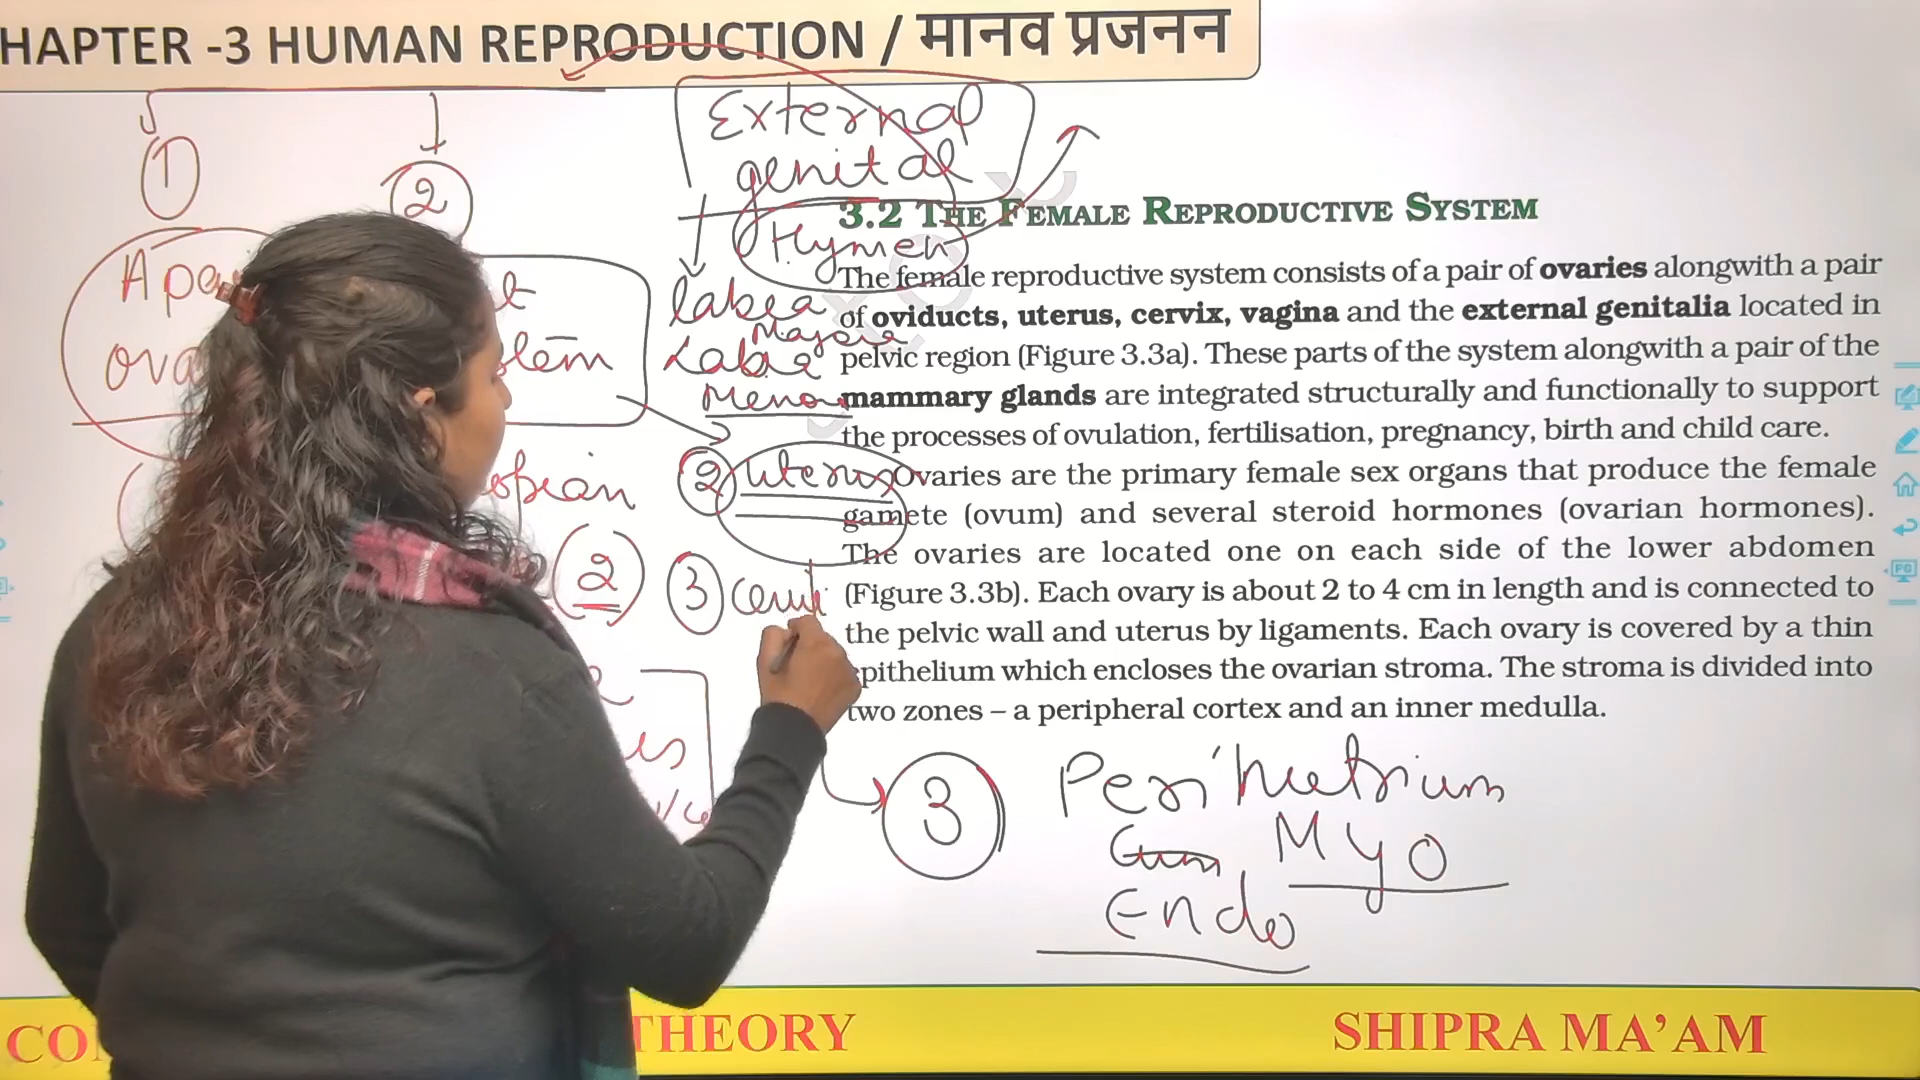 HAPTER -3 HUMAN REPRODUCTION / मानव प्रजनन
1
2
External
genital
Hymen
labea
Majora
Labe
A pa
ova
lem
2 uterus
3
2
3.2 THE FEMALE REPRODUCTIVE SYSTEM
The female reproductive system consists of a pair of ovaries alongwith a pair
of oviducts, uterus, cervix, vagina and the external genitalia located in
pelvic region (Figure 3.3a). These parts of the system alongwith a pair of the
mammary glands are integrated structurally and functionally to support
the processes of ovulation, fertilisation, pregnancy, birth and child care.
Ovaries are the primary female sex organs that produce the female
gamete (ovum) and several steroid hormones (ovarian hormones).
The ovaries are located one on each side of the lower abdomen
(Figure 3.3b). Each ovary is about 2 to 4 cm in length and is connected to
the pelvic wall and uterus by ligaments. Each ovary is covered by a thin
epithelium which encloses the ovarian stroma. The stroma is divided into
two zones – a peripheral cortex and an inner medulla.
3
Perimetrium
Myo
Endo
CO THEORY
SHIPRA MA'AM